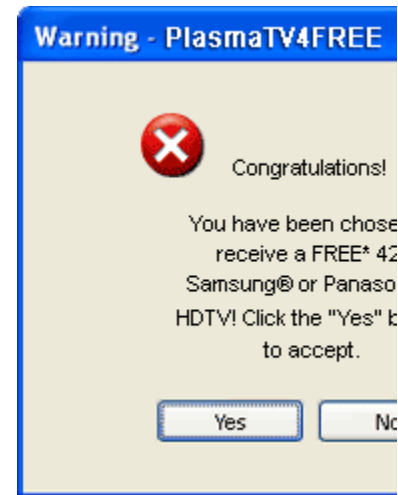 Warning - PlasmaTV4FREE
Congratulations!
You have been chose
receive a FREE* 42
Samsung® or Panaso
HDTV! Click the "Yes" b
to accept.
Yes
No